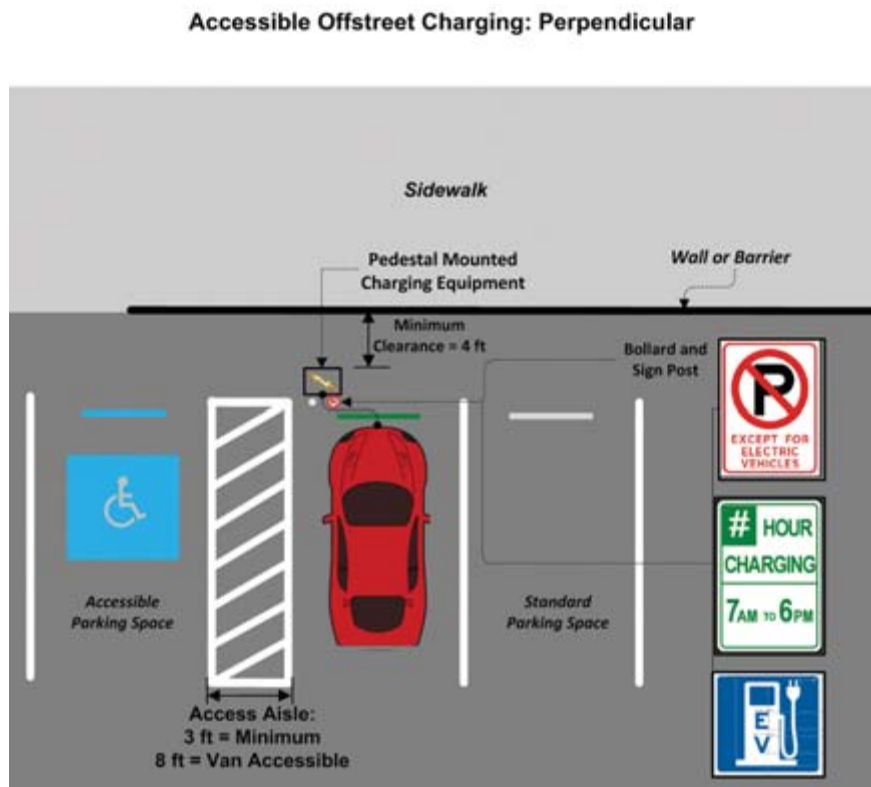 Accessible Offstreet Charging: Perpendicular
Sidewalk
Pedestal Mounted
Charging Equipment
Wall or Barrier
Minimum
Clearance = 4 ft
Bollard and
Sign Post
P
EXCEPT FOR
ELECTRIC
VEHICLES
# HOUR
CHARGING
7AM TO 6PM
Accessible
Parking Space
Standard
Parking Space
Access Aisle:
3 ft = Minimum
8 ft = Van Accessible
E
V